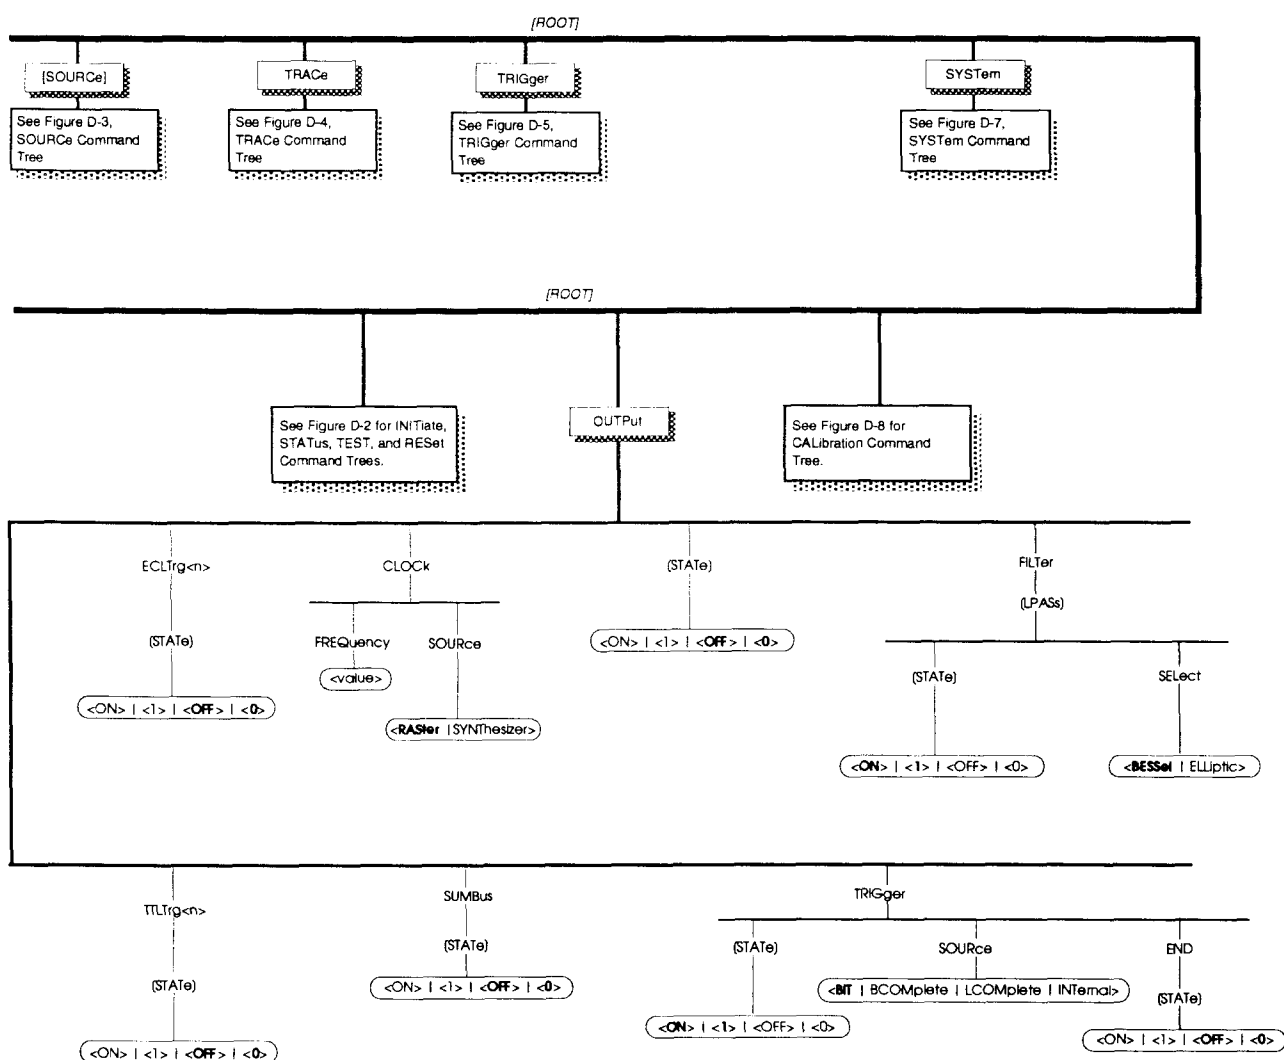 [ROOT]
[SOURCe]
TRACe
TRIGger
SYSTem
See Figure D-3,
SOURCe Command
Tree
See Figure D-4,
TRACe Command
Tree
See Figure D-5,
TRIGger Command
Tree
See Figure D-7,
SYSTem Command
Tree
[ROOT]
See Figure D-2 for INITiate,
STATus, TEST, and RESet
Command Trees.
OUTPut
See Figure D-8 for
CALibration Command
Tree.
ECLTrg<n>
(STATe)
<ON> | <1> | <OFF> | <0>
CLOCk
FREQuency
<value>
SOURce
<RASter | SYNThesizer>
(STATe)
<ON> | <1> | <OFF> | <0>
FILTer
(LPASs)
(STATe)
<ON> | <1> | <OFF> | <0>
SELect
<BESSel | ELLiptic>
TTLTrg<n>
(STATe)
<ON> | <1> | <OFF> | <0>
SUMBus
(STATe)
<ON> | <1> | <OFF> | <0>
TRIGger
(STATe)
<ON> | <1> | <OFF> | <0>
SOURce
<BIT | BCOMplete | LCOMplete | INTernal>
END
(STATe)
<ON> | <1> | <OFF> | <0>